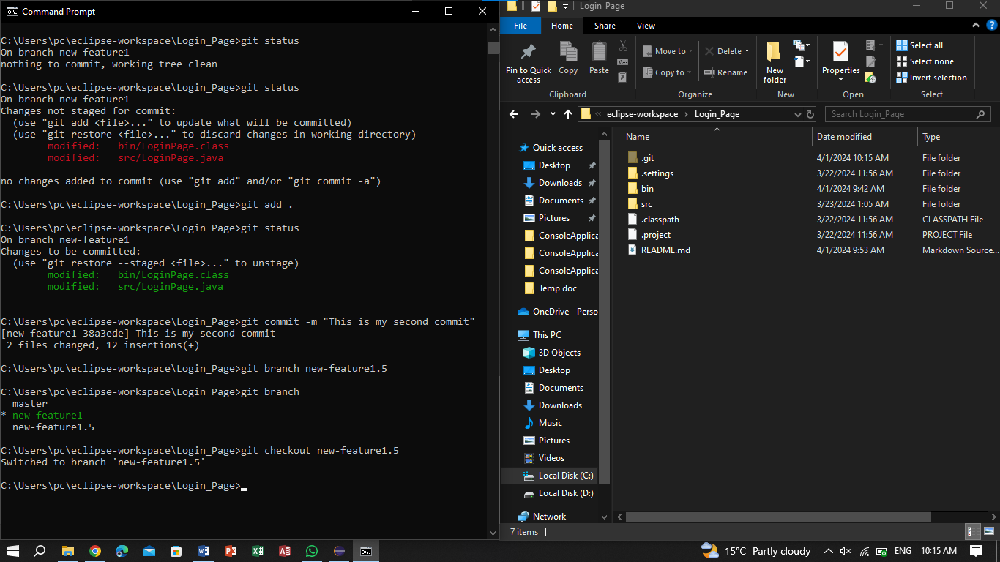 Command Prompt
C:\Users\pc\eclipse-workspace\Login_Page>git status
On branch new-feature1
nothing to commit, working tree clean
C:\Users\pc\eclipse-workspace\Login_Page>git status
On branch new-feature1
Changes not staged for commit:
  (use "git add <file>..." to update what will be committed)
  (use "git restore <file>..." to discard changes in working directory)
        modified:   bin/LoginPage.class
        modified:   src/LoginPage.java
no changes added to commit (use "git add" and/or "git commit -a")
C:\Users\pc\eclipse-workspace\Login_Page>git add .
C:\Users\pc\eclipse-workspace\Login_Page>git status
On branch new-feature1
Changes to be committed:
  (use "git restore --staged <file>..." to unstage)
        modified:   bin/LoginPage.class
        modified:   src/LoginPage.java
C:\Users\pc\eclipse-workspace\Login_Page>git commit -m "This is my second commit"
[new-feature1 38a3ede] This is my second commit
 2 files changed, 12 insertions(+)
C:\Users\pc\eclipse-workspace\Login_Page>git branch new-feature1.5
C:\Users\pc\eclipse-workspace\Login_Page>git branch
  master
* new-feature1
  new-feature1.5
C:\Users\pc\eclipse-workspace\Login_Page>git checkout new-feature1.5
Switched to branch 'new-feature1.5'
C:\Users\pc\eclipse-workspace\Login_Page>
Login_Page
File Home Share View
Pin to Quick access
Copy
Paste
Clipboard
Move to
Copy to
Delete
Rename
Organize
New folder
New
Properties
Open
Select all
Select none
Invert selection
Select
eclipse-workspace > Login_Page
Search Login_Page
Quick access
Desktop
Downloads
Documents
Pictures
ConsoleApplica
ConsoleApplica
ConsoleApplica
Temp doc
OneDrive - Perso
This PC
3D Objects
Desktop
Documents
Downloads
Music
Pictures
Videos
Local Disk (C:)
Local Disk (D:)
Network
Name Date modified Type
.git 4/1/2024 10:15 AM File folder
.settings 3/22/2024 11:56 AM File folder
bin 4/1/2024 9:42 AM File folder
src 3/23/2024 1:05 AM File folder
.classpath 3/22/2024 11:56 AM CLASSPATH File
.project 3/22/2024 11:56 AM PROJECT File
README.md 4/1/2024 9:53 AM Markdown Source...
7 items
15°C Partly cloudy ENG 10:15 AM